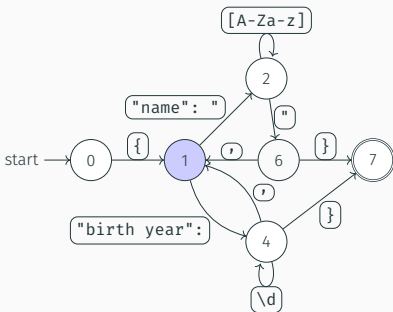 [A-Za-z]
2
"name": "
"
start
0
{
1
,
6
}
7
,
"birth year":
4
}
\d